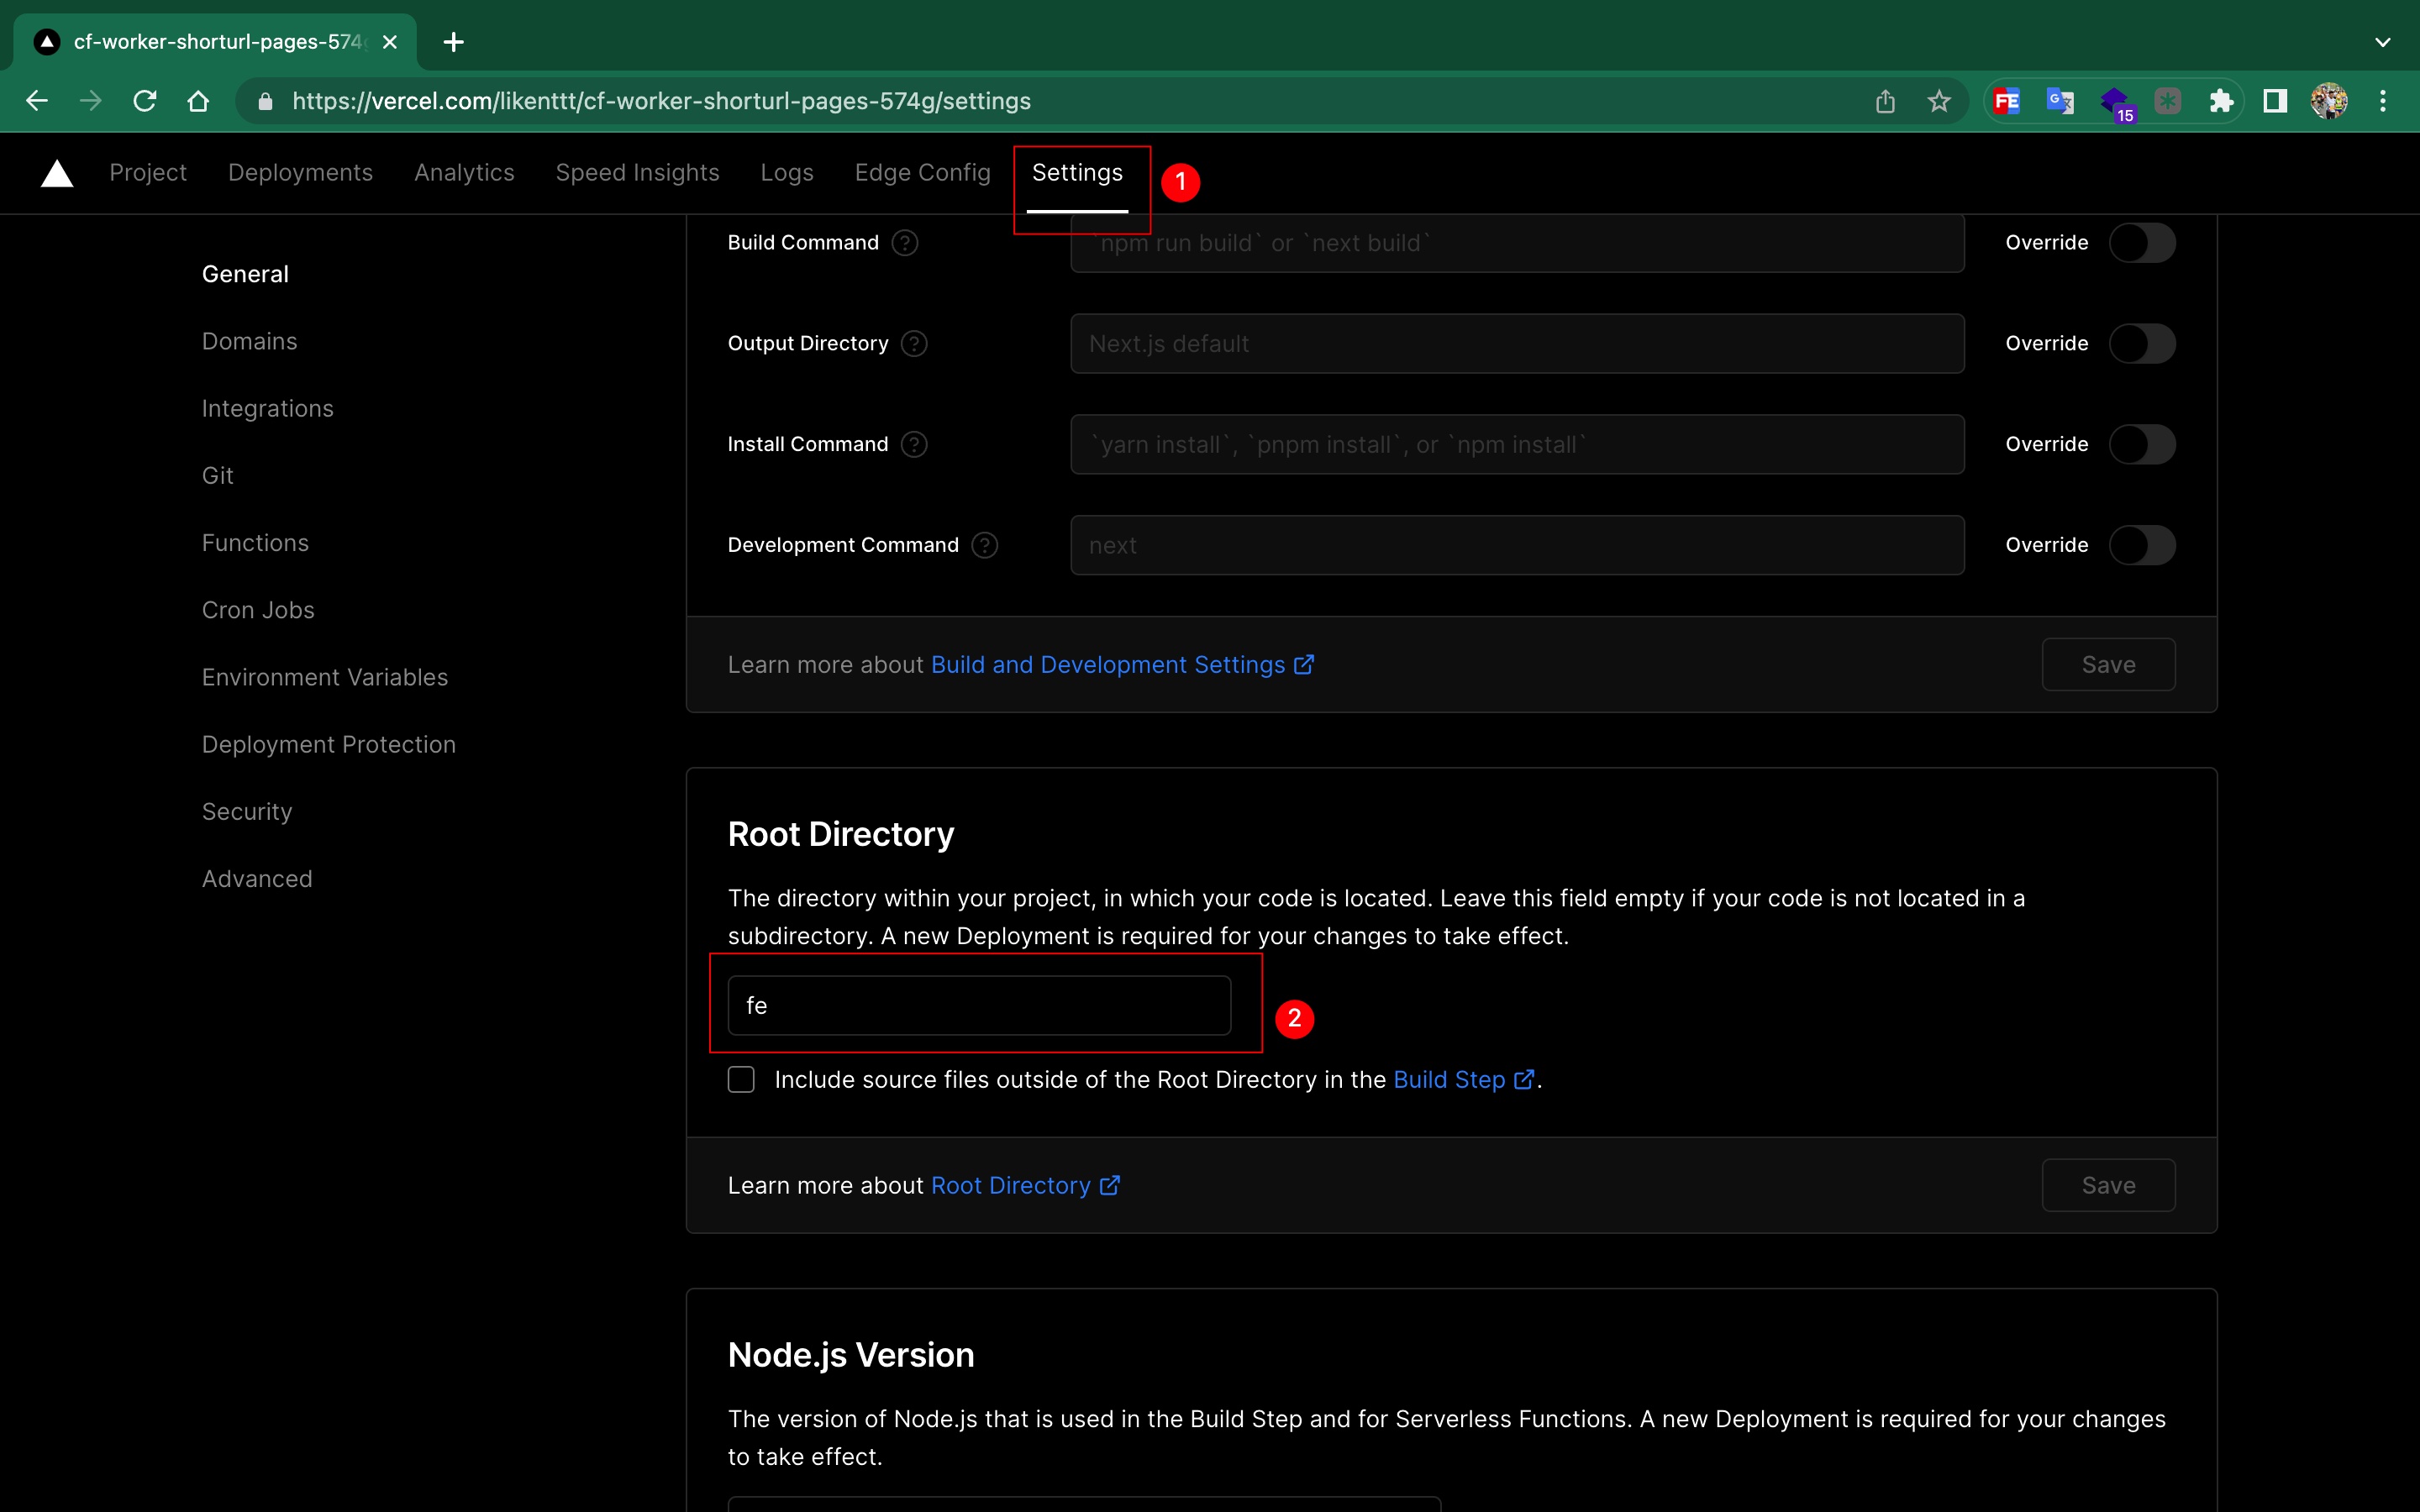 cf-worker-shorturl-pages-574
https://vercel.com/likenttt/cf-worker-shorturl-pages-574g/settings
FE
G
15
Project Deployments Analytics Speed Insights Logs Edge Config Settings 1
General
Domains
Integrations
Git
Functions
Cron Jobs
Environment Variables
Deployment Protection
Security
Advanced
Build Command ? `npm run build` or `next build` Override
Output Directory ? Next.js default Override
Install Command ? `yarn install`, `pnpm install`, or `npm install` Override
Development Command ? next Override
Learn more about Build and Development Settings Save
Root Directory
The directory within your project, in which your code is located. Leave this field empty if your code is not located in a
subdirectory. A new Deployment is required for your changes to take effect.
fe 2
Include source files outside of the Root Directory in the Build Step.
Learn more about Root Directory Save
Node.js Version
The version of Node.js that is used in the Build Step and for Serverless Functions. A new Deployment is required for your changes
to take effect.